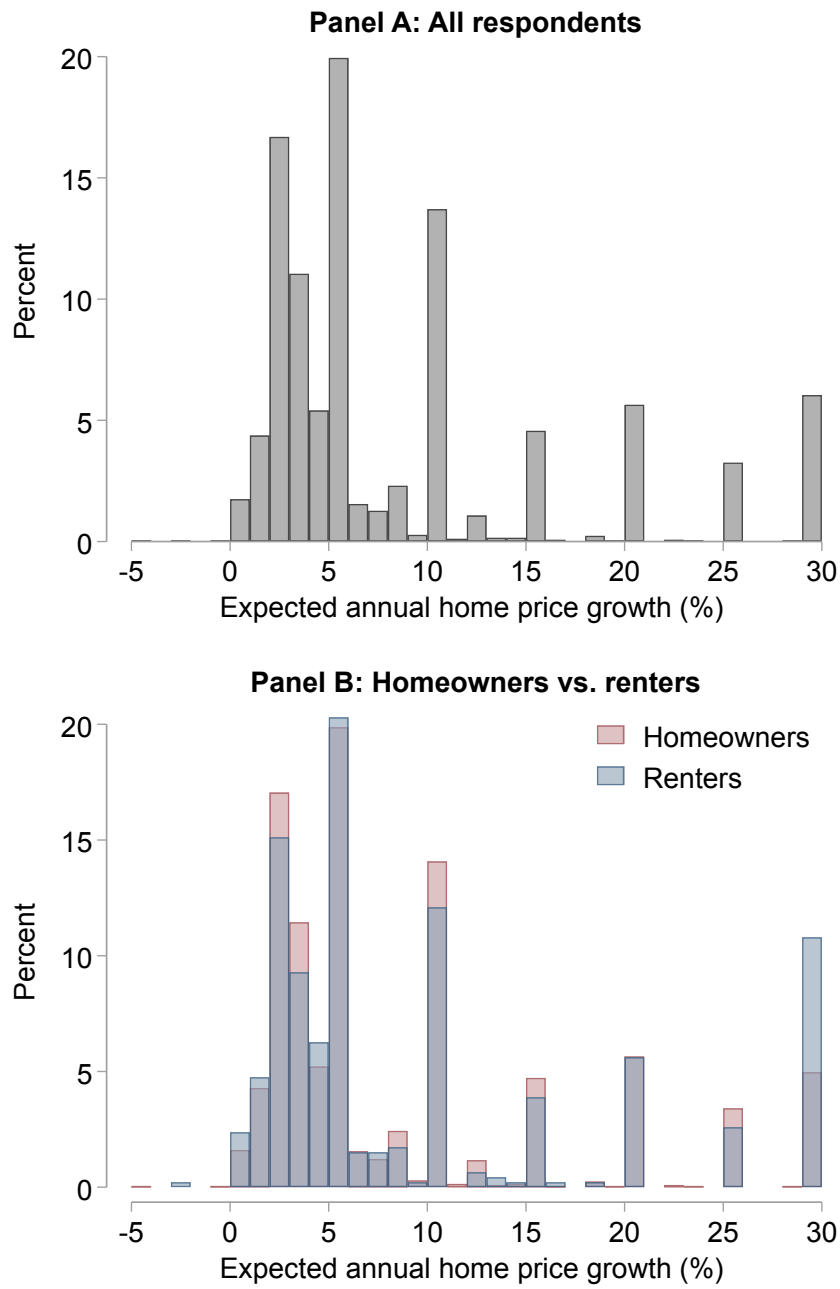 Panel A: All respondents
20
15
10
5
0
Percent
-5 0 5 10 15 20 25 30
Expected annual home price growth (%)
Panel B: Homeowners vs. renters
Homeowners
Renters
20
15
10
5
0
Percent
-5 0 5 10 15 20 25 30
Expected annual home price growth (%)